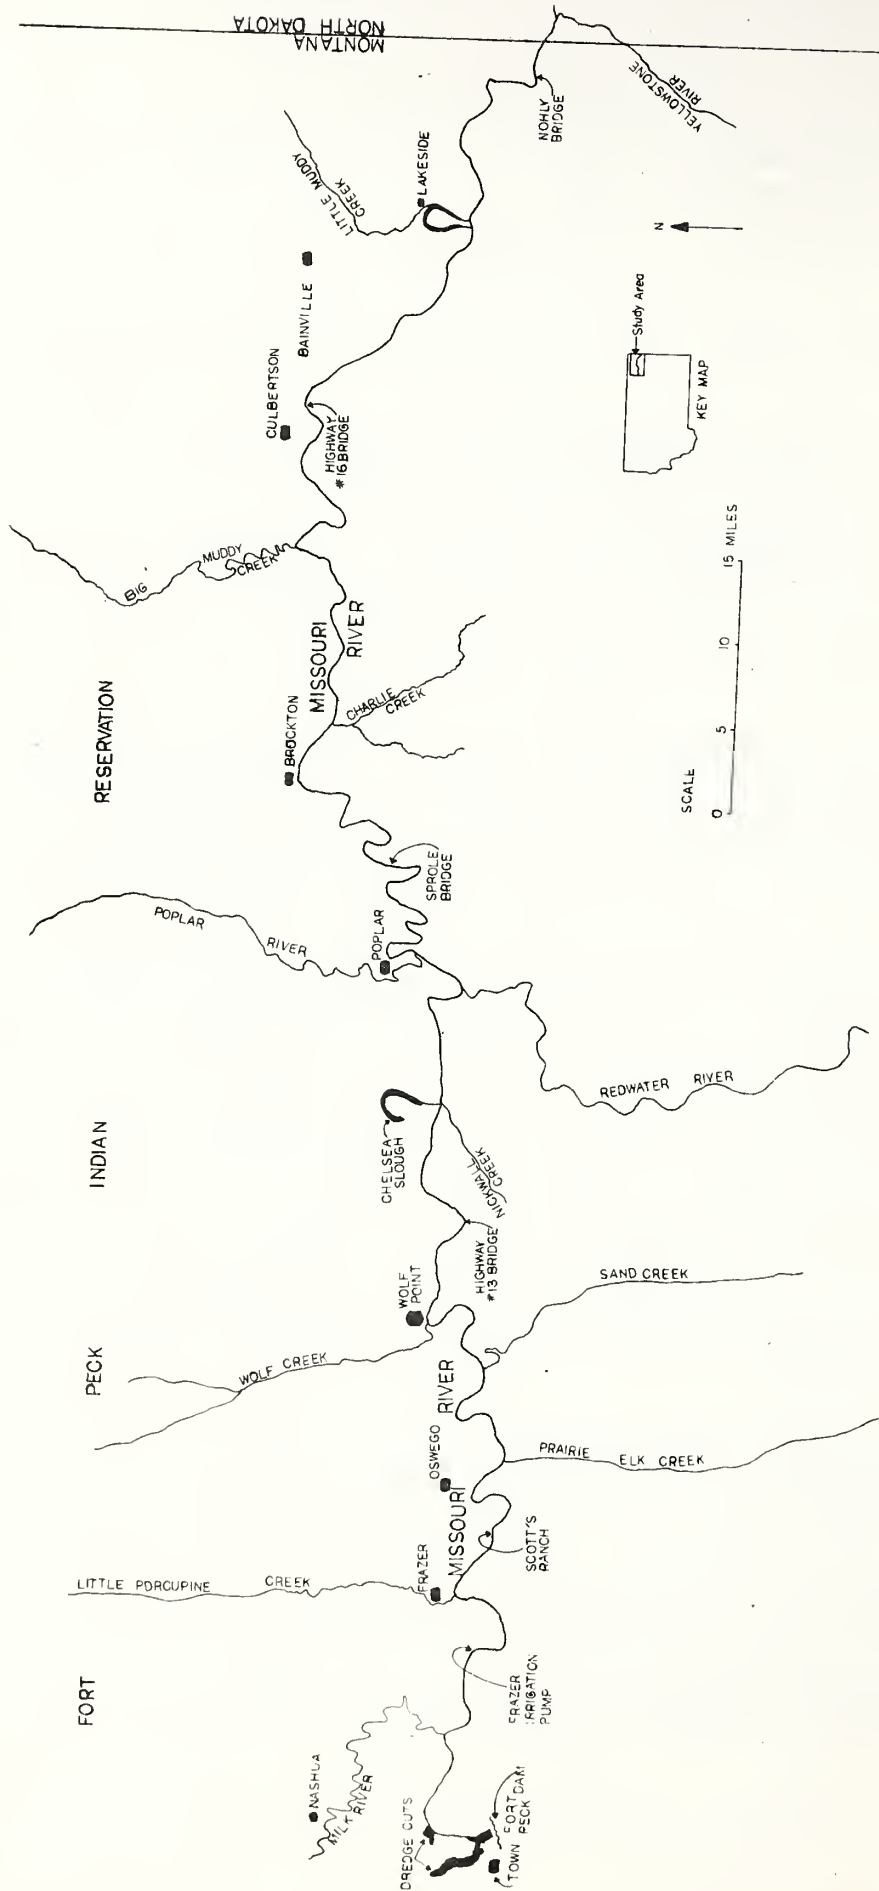 FORT
PECK
INDIAN
RESERVATION
MONTANA
NORTH DAKOTA
NASHUA
MILK RIVER
DREDGE CUTS
TOWN
FORT
PECK
DAM
FRAZER
IRRIGATION
PUMP
LITTLE PORCUPINE
CREEK
FRAZER
MISSOURI
RIVER
SCOTT'S
RANCH
OSWEGO
PRAIRIE
ELK CREEK
WOLF CREEK
WOLF
POINT
SAND CREEK
HIGHWAY
#13 BRIDGE
NICKWALL
CREEK
CHELSEA
SLOUGH
REDWATER RIVER
POPLAR
RIVER
POPLAR
SPROLE
BRIDGE
BROCKTON
MISSOURI
RIVER
CHARLIE
CREEK
BIG
MUDDY
CREEK
CULBERTSON
HIGHWAY
#16 BRIDGE
BAINVILLE
LITTLE MUDDY
CREEK
LAKESIDE
NOHLY
BRIDGE
YELLOWSTONE
RIVER
N
Study Area
KEY MAP
SCALE
0 5 10 15 MILES